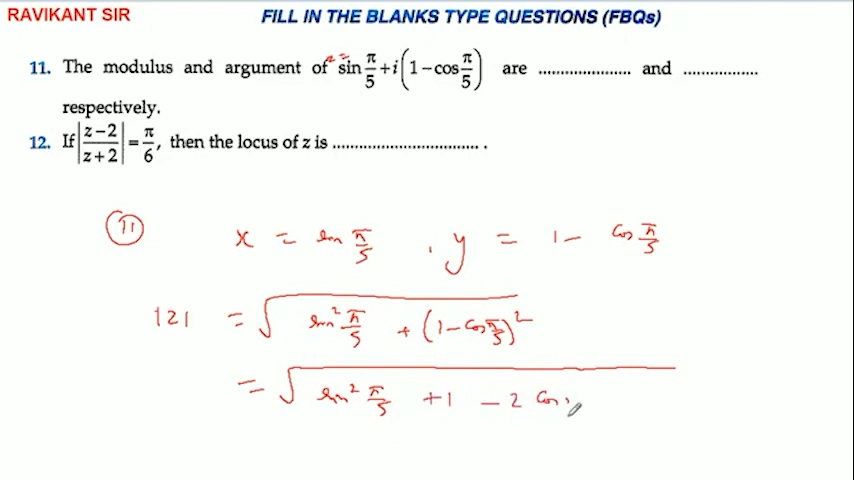 RAVIKANT SIR
FILL IN THE BLANKS TYPE QUESTIONS (FBQs)
11. The modulus and argument of z = sin π/5 + i(1 − cos π/5) are ..................... and .................
respectively.
12. If |z−2/z+2| = π/6, then the locus of z is ................................. .
11 x = sin π/5 , y = 1 − cos π/5
|z| = √(sin² π/5 + (1 − cos π/5)²)
= √(sin² π/5 + 1 − 2 cos